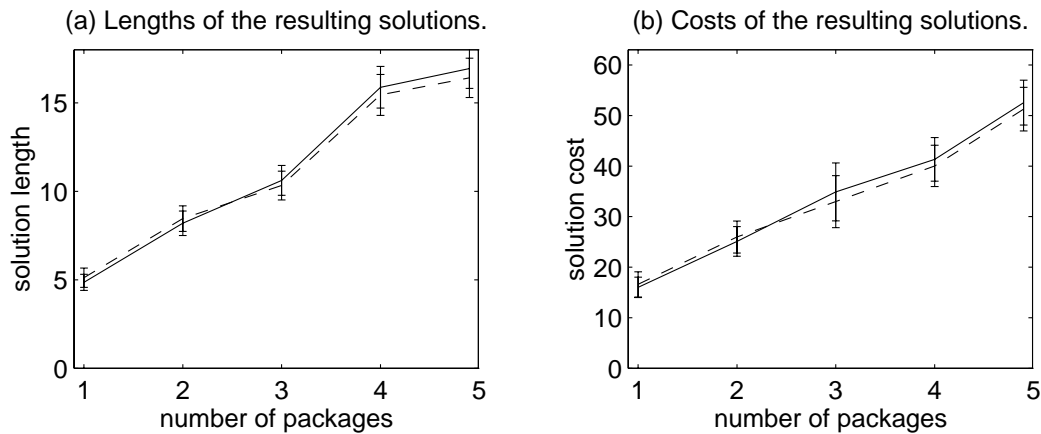 (a) Lengths of the resulting solutions.
15
10
5
0
solution length
1 2 3 4 5
number of packages
(b) Costs of the resulting solutions.
60
50
40
30
20
10
0
solution cost
1 2 3 4 5
number of packages